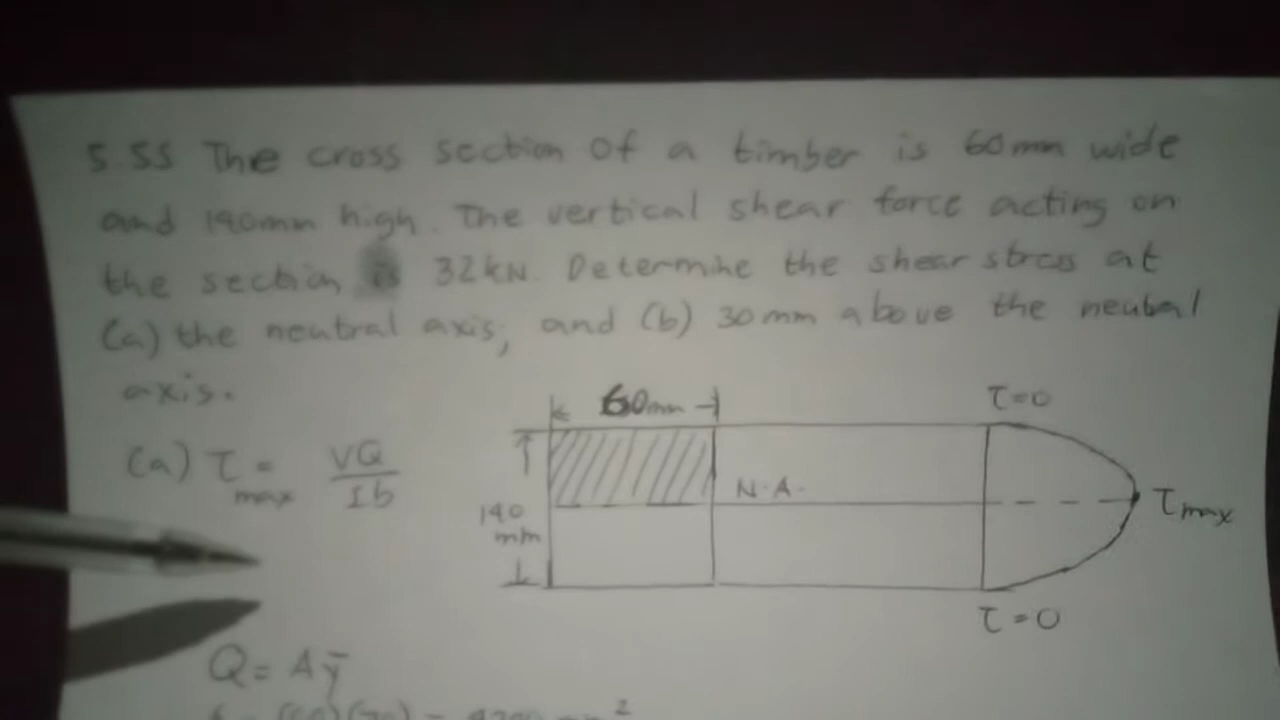 5.55 The cross section of a timber is 60mm wide
and 140mm high. The vertical shear force acting on
the section is 32kN. Determine the shear stress at
(a) the neutral axis; and (b) 30mm above the neutral
axis.
60mm
τ=0
(a) τmax = VQ
Ib
N.A.
140
mm
τmax
τ=0
Q = Aȳ